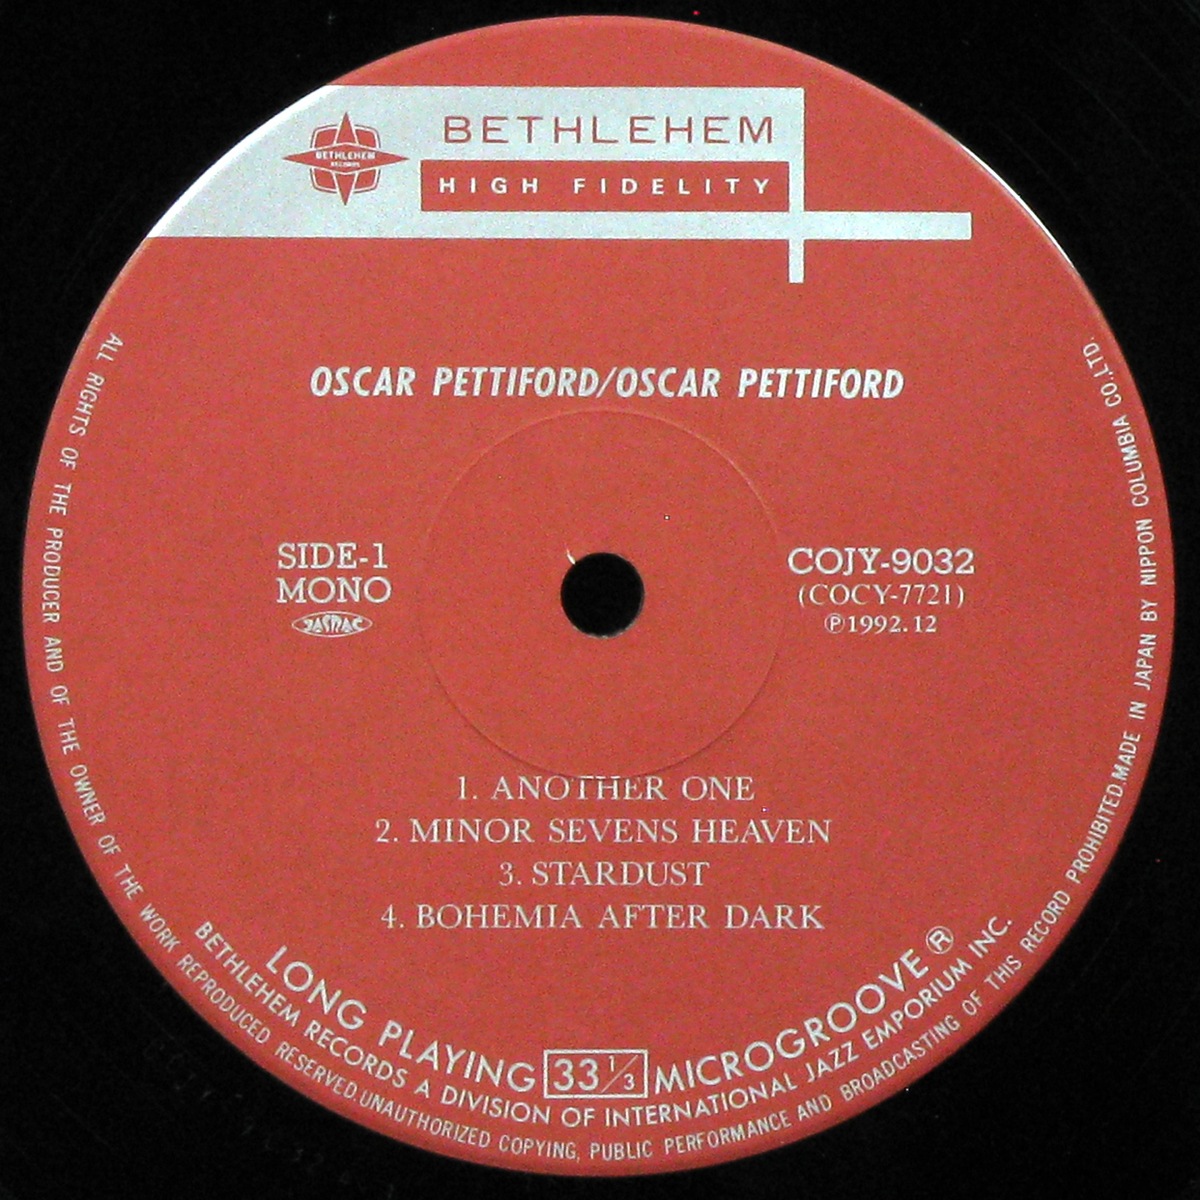 BETHLEHEM
RECORDS
BETHLEHEM
HIGH FIDELITY
OSCAR PETTIFORD/OSCAR PETTIFORD
SIDE-1
MONO
JASRAC
COJY-9032
(COCY-7721)
℗1992.12
1. ANOTHER ONE
2. MINOR SEVENS HEAVEN
3. STARDUST
4. BOHEMIA AFTER DARK
LONG PLAYING 33 1/3 MICROGROOVE ®
BETHLEHEM RECORDS A DIVISION OF INTERNATIONAL JAZZ EMPORIUM INC.
ALL RIGHTS OF THE PRODUCER AND OF THE OWNER OF THE WORK REPRODUCED RESERVED.UNAUTHORIZED COPYING, PUBLIC PERFORMANCE AND BROADCASTING OF THIS RECORD PROHIBITED.MADE IN JAPAN BY NIPPON COLUMBIA CO.,LTD.